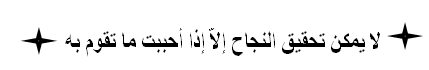 لا يمكن تحقيق النجاح إلاّ إذا أحببت ما تقوم به